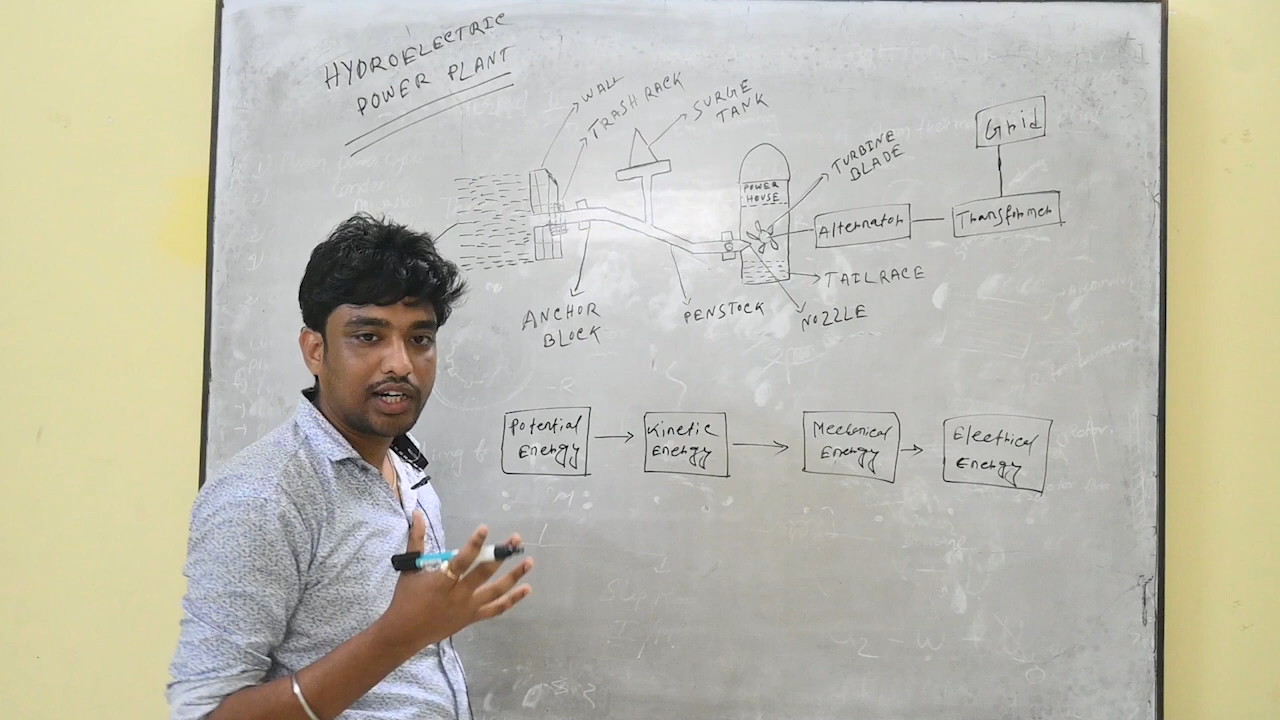 HYDROELECTRIC
POWER PLANT
WALL
TRASH RACK
SURGE
TANK
Grid
TURBINE
BLADE
POWER
HOUSE
Alternator
Transformer
TAILRACE
ANCHOR
BLOCK
PENSTOCK
NOZZLE
Potential
Energy
Kinetic
Energy
Mechanical
Energy
Electrical
Energy